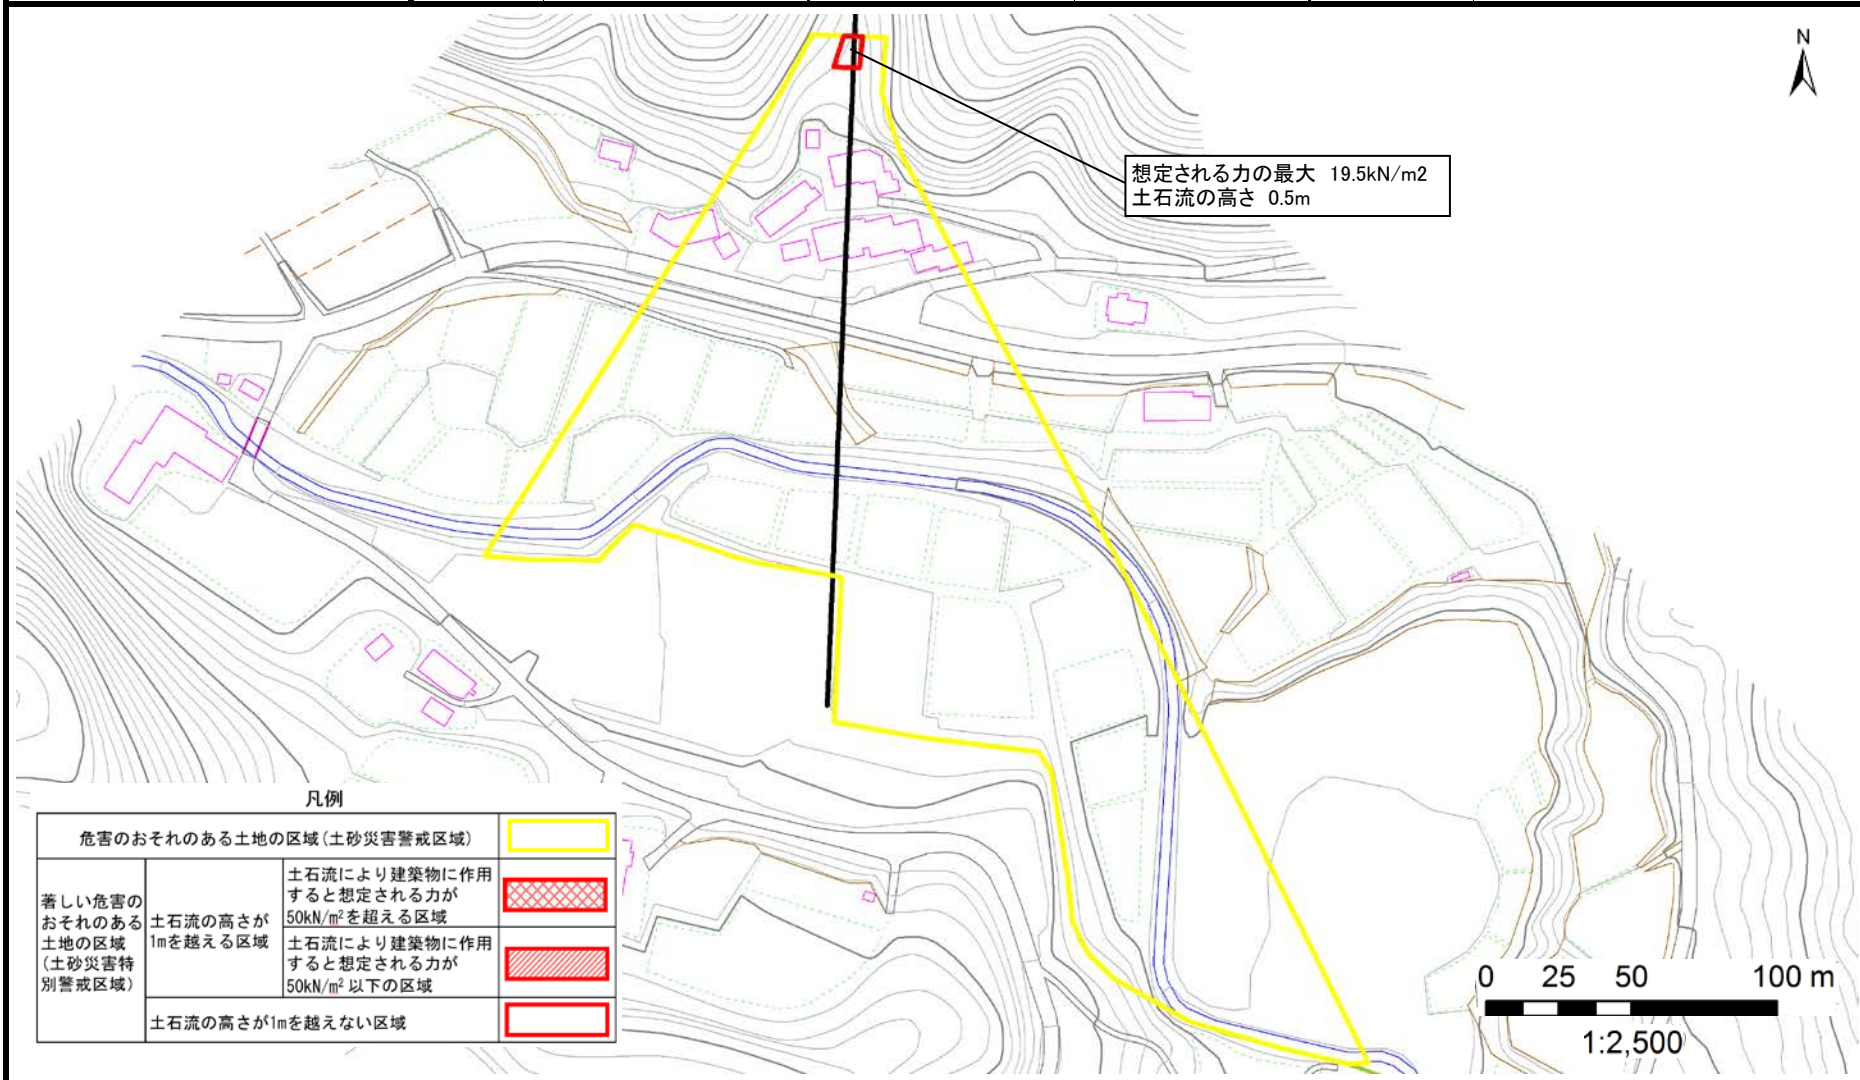 N
想定される力の最大 19.5kN/m2
土石流の高さ 0.5m
凡例
危害のおそれのある土地の区域(土砂災害警戒区域)
著しい危害の
おそれのある
土地の区域
(土砂災害特
別警戒区域)
土石流の高さが
1mを越える区域
土石流により建築物に作用
すると想定される力が
50kN/m²を超える区域
土石流により建築物に作用
すると想定される力が
50kN/m² 以下の区域
土石流の高さが1mを越えない区域
0 25 50 100 m
1:2,500